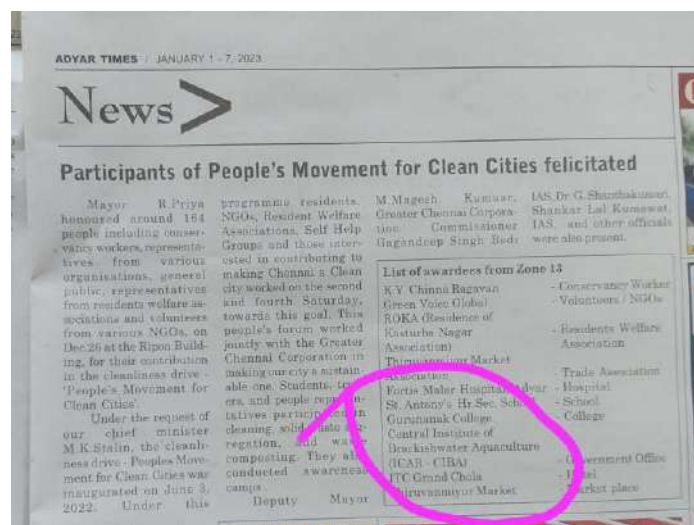 ADYAR TIMES / JANUARY 1 - 7, 2023
News >
Participants of People's Movement for Clean Cities felicitated
Mayor R.Priya
honoured around 164
people including conser-
vancy workers, representa-
tives from various
organisations, general
public, representatives
from residents welfare as-
sociations and volunteers
from various NGOs, on
Dec.26 at the Ripon Build-
ing, for their contribution
in the cleanliness drive -
'People's Movement for
Clean Cities'.
Under the request of
our chief minister
M.K.Stalin, the cleanli-
ness drive - Peoples Move-
ment for Clean Cities was
inaugurated on June 3,
2022. Under this
programme residents,
NGOs, Resident Welfare
Associations, Self Help
Groups and those inter-
ested in contributing to
making Chennai a Clean
city worked on the second
and fourth Saturday,
towards this goal. This
people's forum worked
jointly with the Greater
Chennai Corporation in
making our city a sustain-
able one. Students,
ers, and people represen-
tatives participated in
cleaning, solid waste seg-
regation, and waste
composting. They also
conducted awareness
camps.
Deputy Mayor
M.Magesh Kumaar,
Greater Chennai Corpora-
tion Commissioner
Gagandeep Singh Bedi
IAS, Dr. G. Shanthakumari,
Shankar Lal Kumawat,
IAS, and other officials
were also present.
List of awardees from Zone 13
K.Y. Chinna Ragavan - Conservancy Worker
Green Voice Global - Volunteers / NGOs
ROKA (Residence of
Kasturba Nagar - Residents Welfare
Association) Association
Thiruvanmiyur Market
Association - Trade Association
Fortis Malar Hospital Adyar - Hospital
St. Antony's Hr.Sec. School - School
Gurunanak College - College
Central Institute of
Brackishwater Aquaculture
(ICAR - CIBA) - Government Office
ITC Grand Chola - Hotel
Thiruvanmiyur Market - Market place